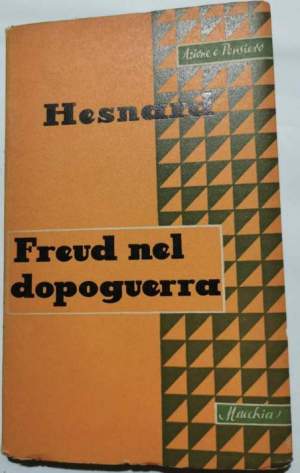 Azione e Pensiero
Hesnard
Freud nel
dopoguerra
Macchia